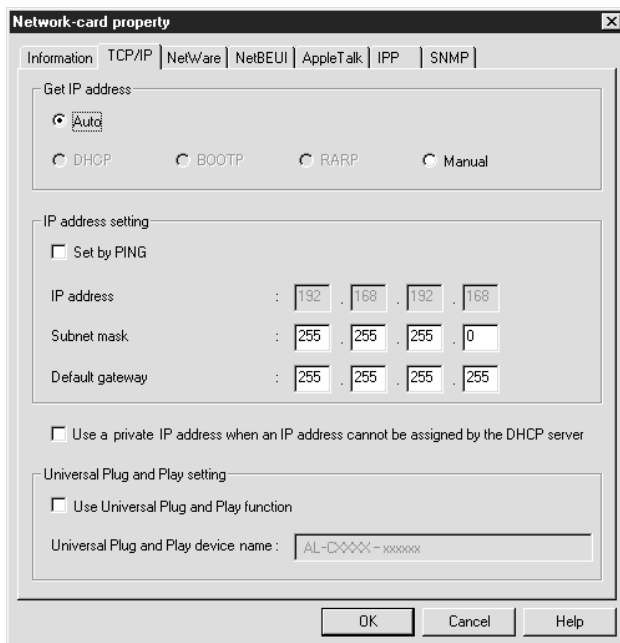 Network-card property
Information TCP/IP NetWare NetBEUI AppleTalk IPP SNMP
Get IP address
Auto
DHCP BOOTP RARP Manual
IP address setting
Set by PING
IP address : 192 . 168 . 192 . 168
Subnet mask : 255 . 255 . 255 . 0
Default gateway : 255 . 255 . 255 . 255
Use a private IP address when an IP address cannot be assigned by the DHCP server
Universal Plug and Play setting
Use Universal Plug and Play function
Universal Plug and Play device name : AL-CXXXX-xxxxxx
OK Cancel Help